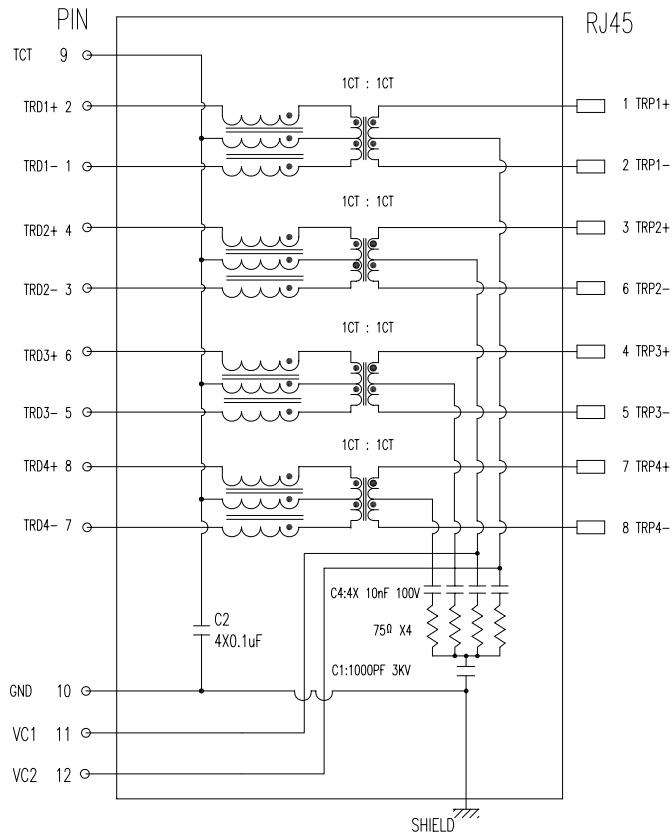 PIN
RJ45
TCT 9
1CT : 1CT
TRD1+ 2
1 TRP1+
TRD1- 1
2 TRP1-
1CT : 1CT
TRD2+ 4
3 TRP2+
TRD2- 3
6 TRP2-
1CT : 1CT
TRD3+ 6
4 TRP3+
TRD3- 5
5 TRP3-
1CT : 1CT
TRD4+ 8
7 TRP4+
TRD4- 7
8 TRP4-
C4:4X 10nF 100V
C2
4X0.1uF
75Ω X4
C1:1000PF 3KV
GND 10
VC1 11
VC2 12
SHIELD